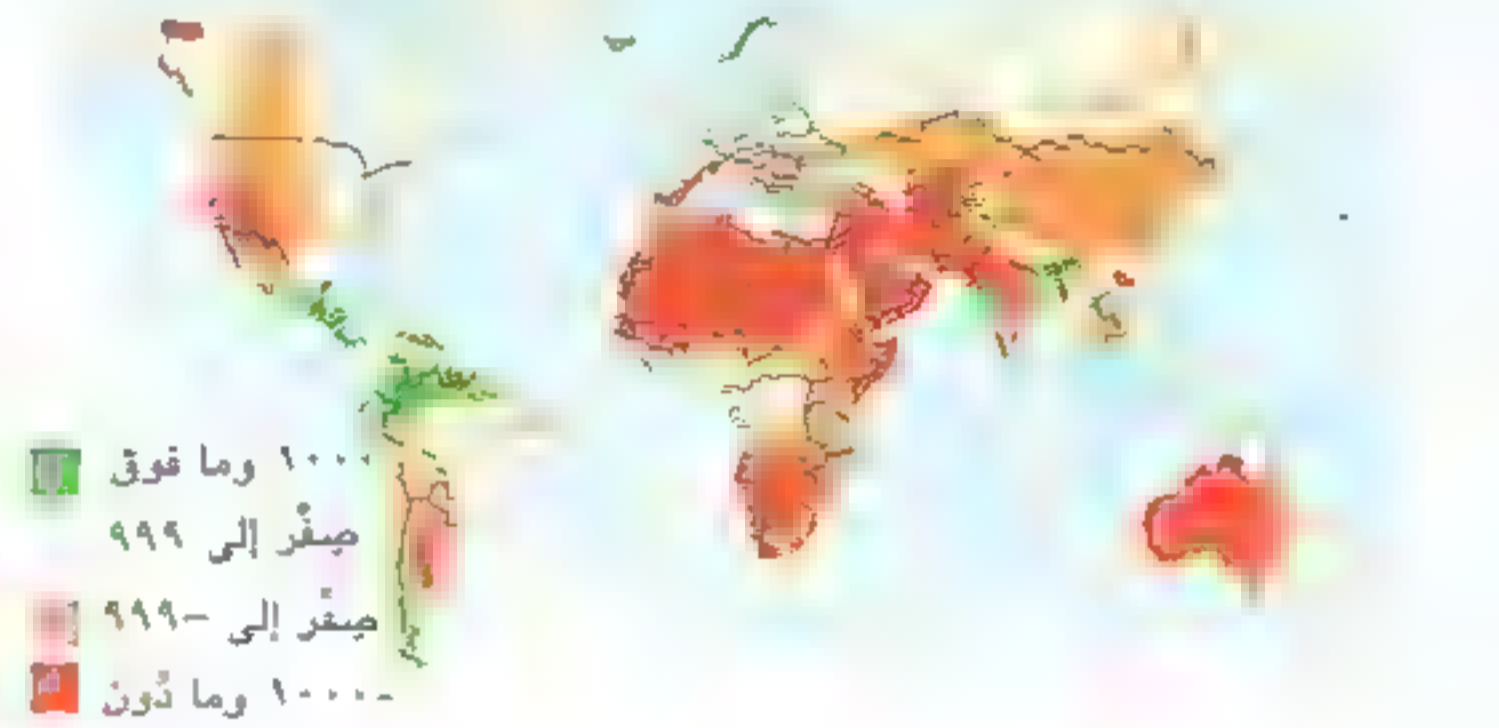 ١٠٠٠ وما فوق
صِفْر إلى ٩٩٩
صِفْر إلى –٩٩٩
-١٠٠٠ وما دُون